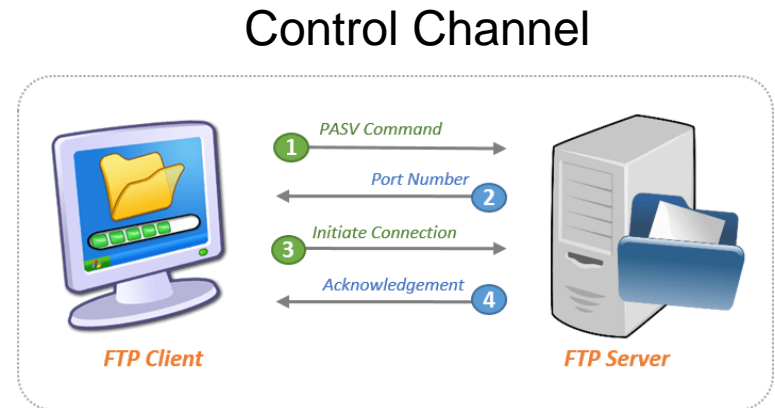 Control Channel
PASV Command
1
Port Number
2
Initiate Connection
3
Acknowledgement
4
FTP Client
FTP Server